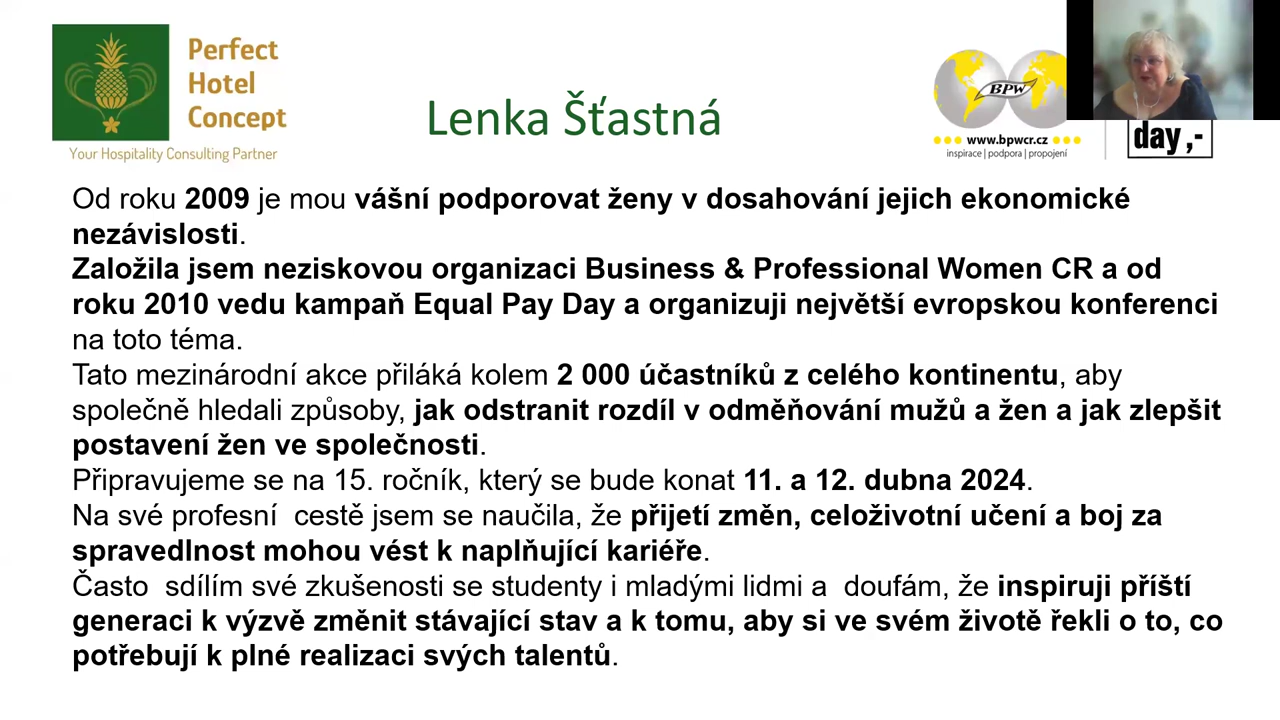 Perfect
Hotel
Concept
Your Hospitality Consulting Partner
Lenka Šťastná
BPW
www.bpwcr.cz
inspirace | podpora | propojení
day ,-
Od roku 2009 je mou vášní podporovat ženy v dosahování jejich ekonomické
nezávislosti.
Založila jsem neziskovou organizaci Business & Professional Women CR a od
roku 2010 vedu kampaň Equal Pay Day a organizuji největší evropskou konferenci
na toto téma.
Tato mezinárodní akce přiláká kolem 2 000 účastníků z celého kontinentu, aby
společně hledali způsoby, jak odstranit rozdíl v odměňování mužů a žen a jak zlepšit
postavení žen ve společnosti.
Připravujeme se na 15. ročník, který se bude konat 11. a 12. dubna 2024.
Na své profesní  cestě jsem se naučila, že přijetí změn, celoživotní učení a boj za
spravedlnost mohou vést k naplňující kariéře.
Často  sdílím své zkušenosti se studenty i mladými lidmi a  doufám, že inspiruji příští
generaci k výzvě změnit stávající stav a k tomu, aby si ve svém životě řekli o to, co
potřebují k plné realizaci svých talentů.